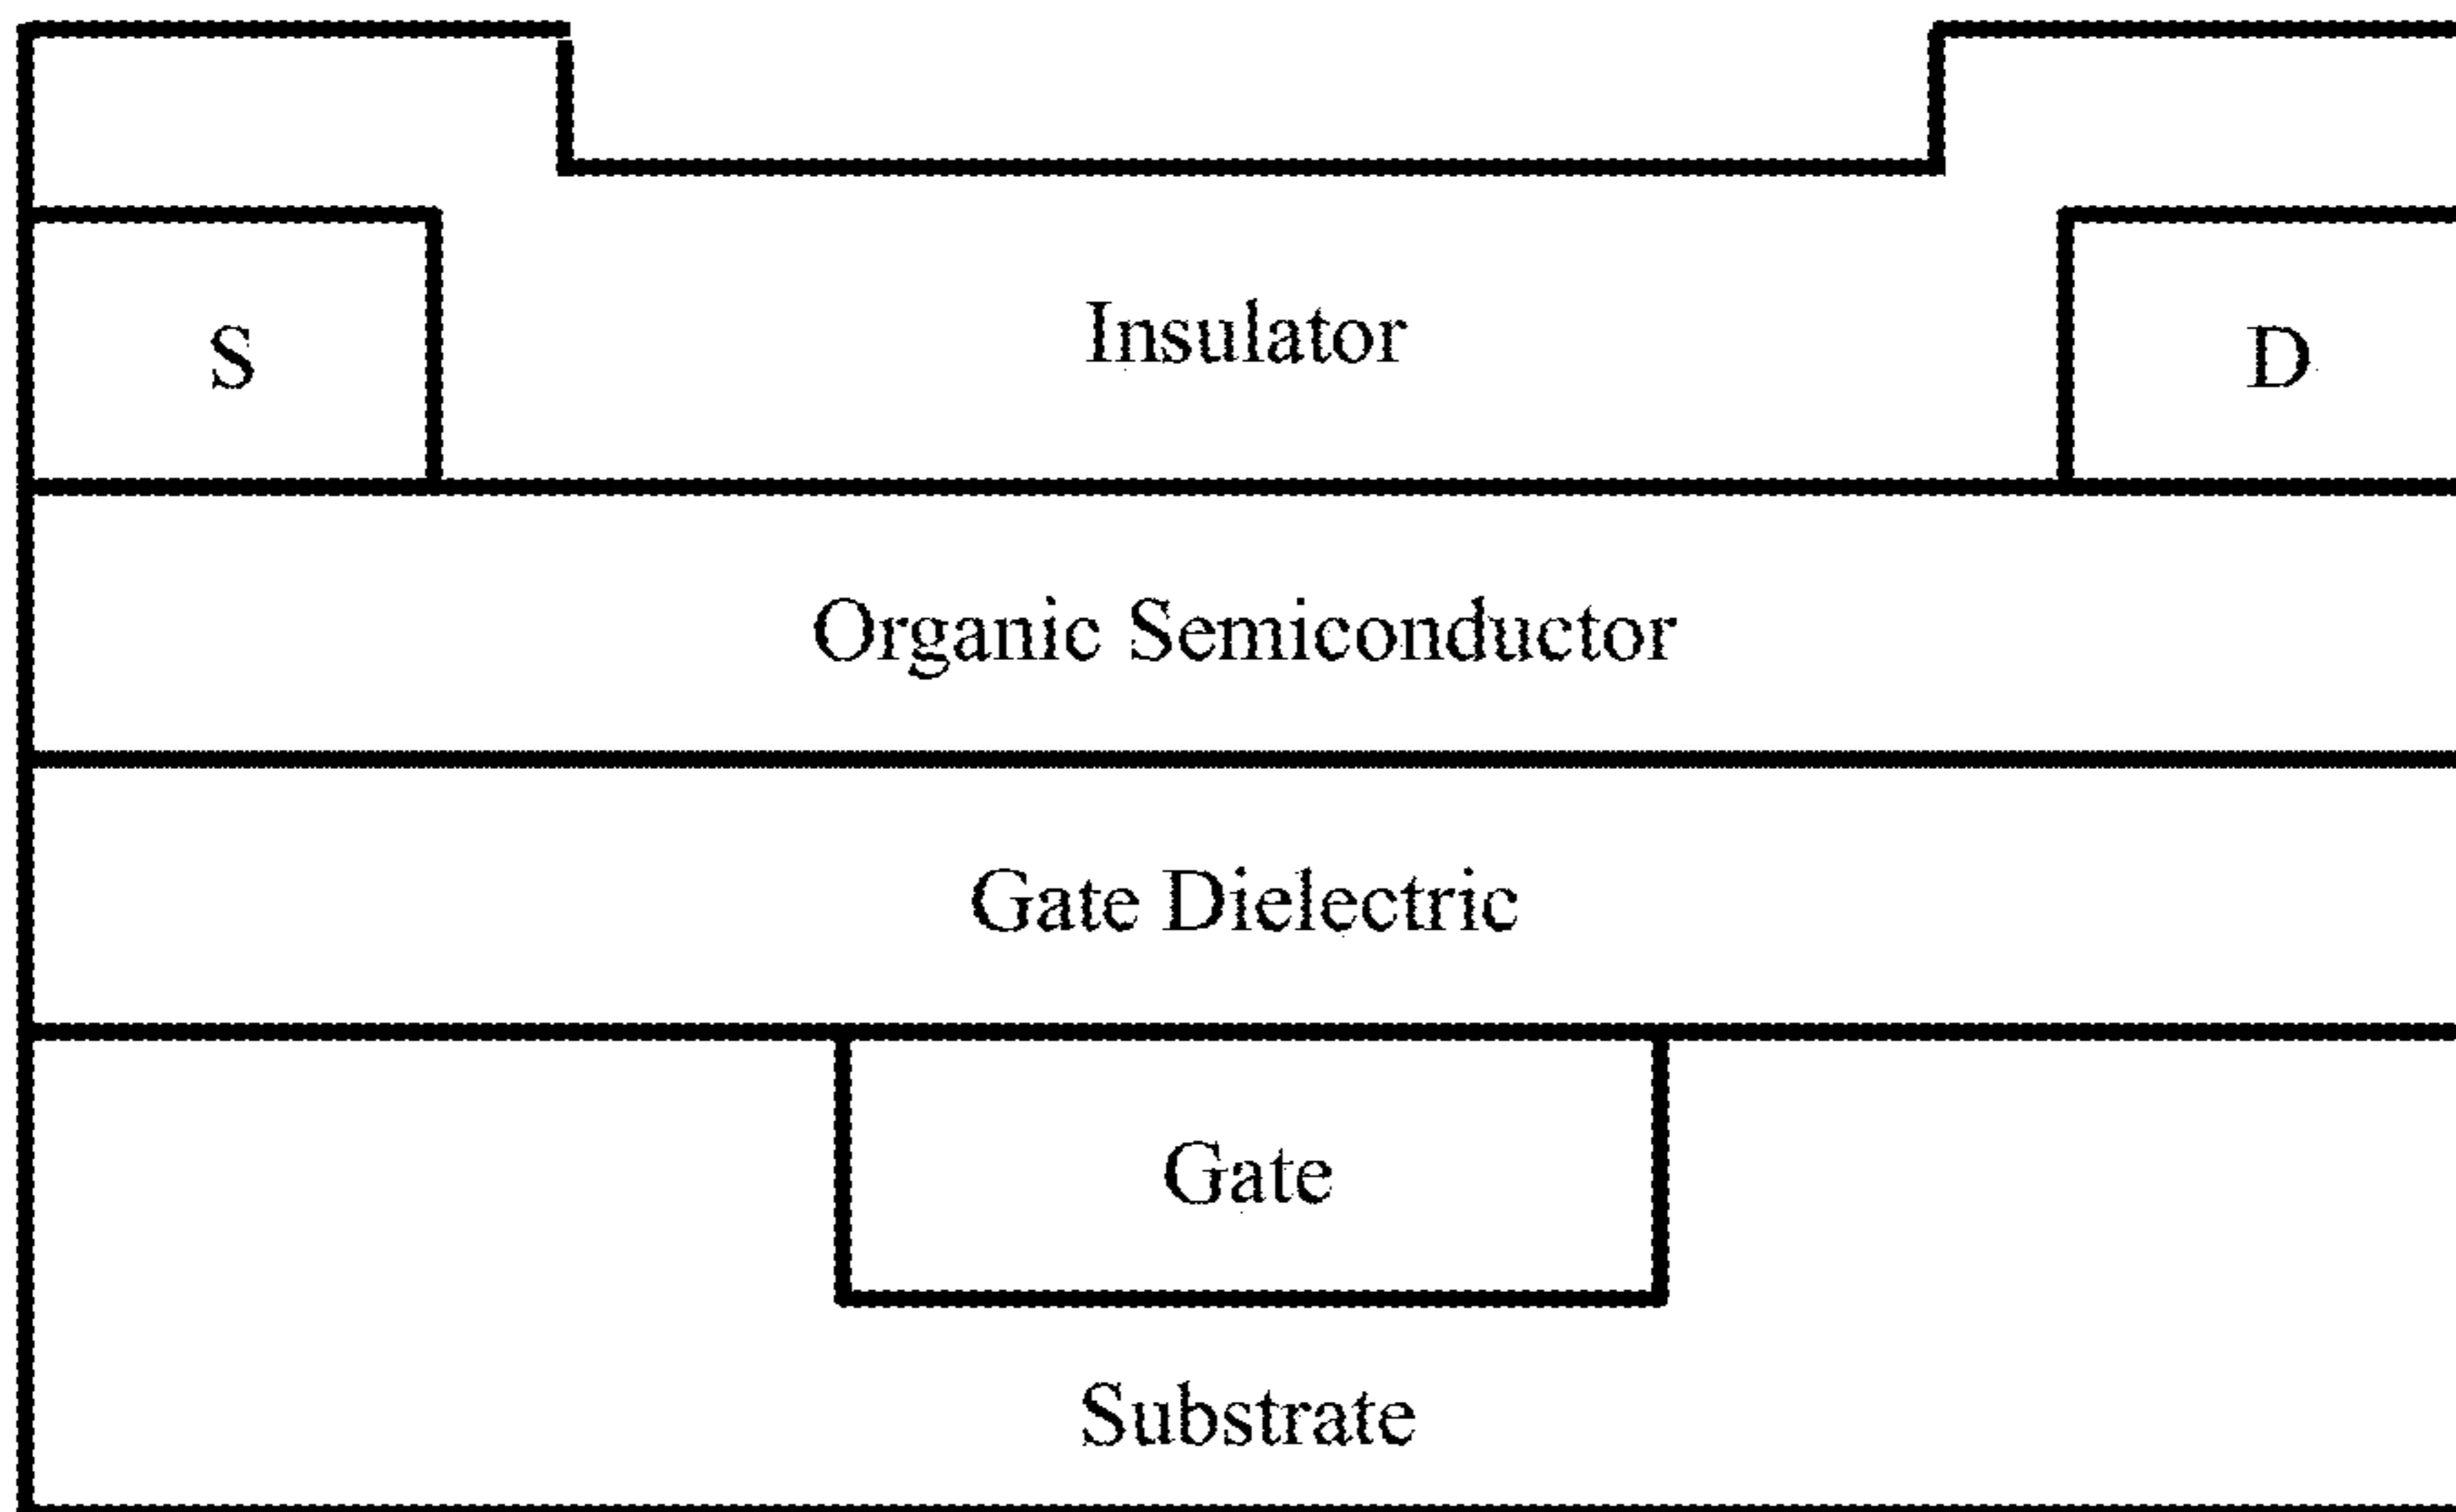 S
Insulator
D
Organic Semiconductor
Gate Dielectric
Gate
Substrate